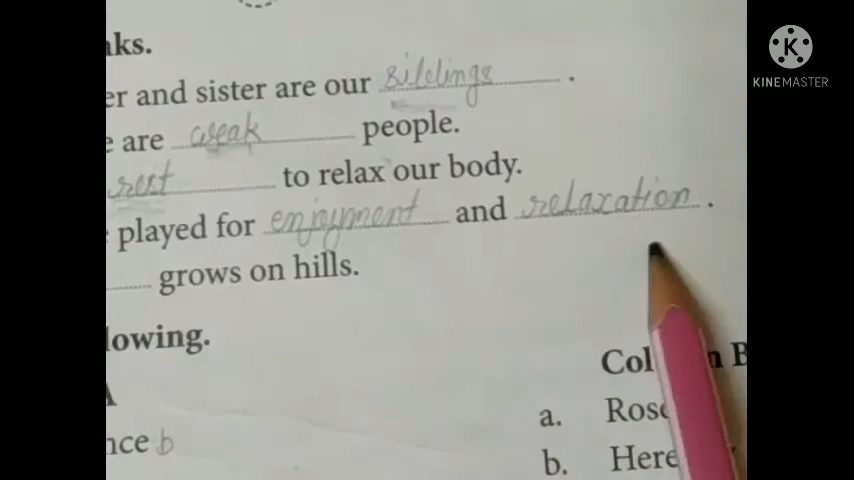 nks.
er and sister are our siblings .
e are weak people.
rest to relax our body.
played for enjoyment and relaxation .
grows on hills.
lowing.
Col n B
a. Rose
nce b
b. Here
K
KINEMASTER